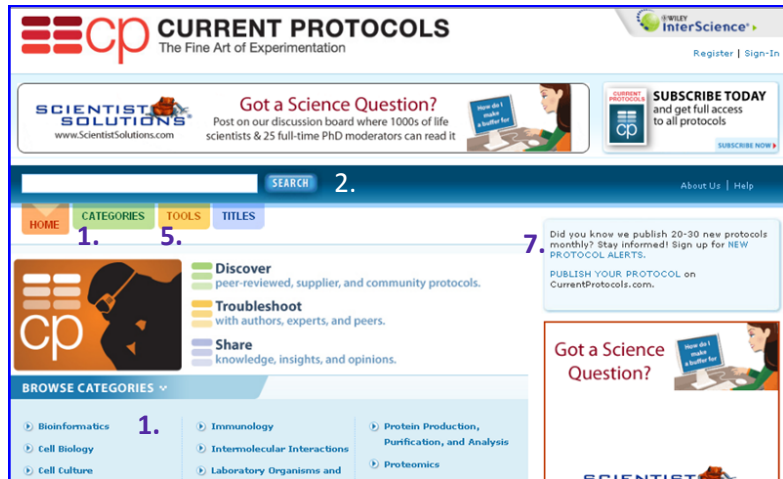 cp CURRENT PROTOCOLS
The Fine Art of Experimentation
WILEY
InterScience®
Register | Sign-In
SCIENTIST
SOLUTIONS®
www.ScientistSolutions.com
Got a Science Question?
Post on our discussion board where 1000s of life
scientists & 25 full-time PhD moderators can read it
How do I
make
a buffer for
CURRENT
PROTOCOLS
cp
SUBSCRIBE TODAY
and get full access
to all protocols
SUBSCRIBE NOW
SEARCH
2.
About Us | Help
HOME
CATEGORIES
TOOLS
TITLES
1.
5.
7.
Did you know we publish 20-30 new protocols
monthly? Stay informed! Sign up for NEW
PROTOCOL ALERTS.
PUBLISH YOUR PROTOCOL on
CurrentProtocols.com.
cp
Discover
peer-reviewed, supplier, and community protocols.
Troubleshoot
with authors, experts, and peers.
Share
knowledge, insights, and opinions.
Got a Science
Question?
How do I
make
a buffer for
BROWSE CATEGORIES
1.
Bioinformatics
Cell Biology
Cell Culture
Immunology
Intermolecular Interactions
Laboratory Organisms and
Protein Production,
Purification, and Analysis
Proteomics
SCIENTIST